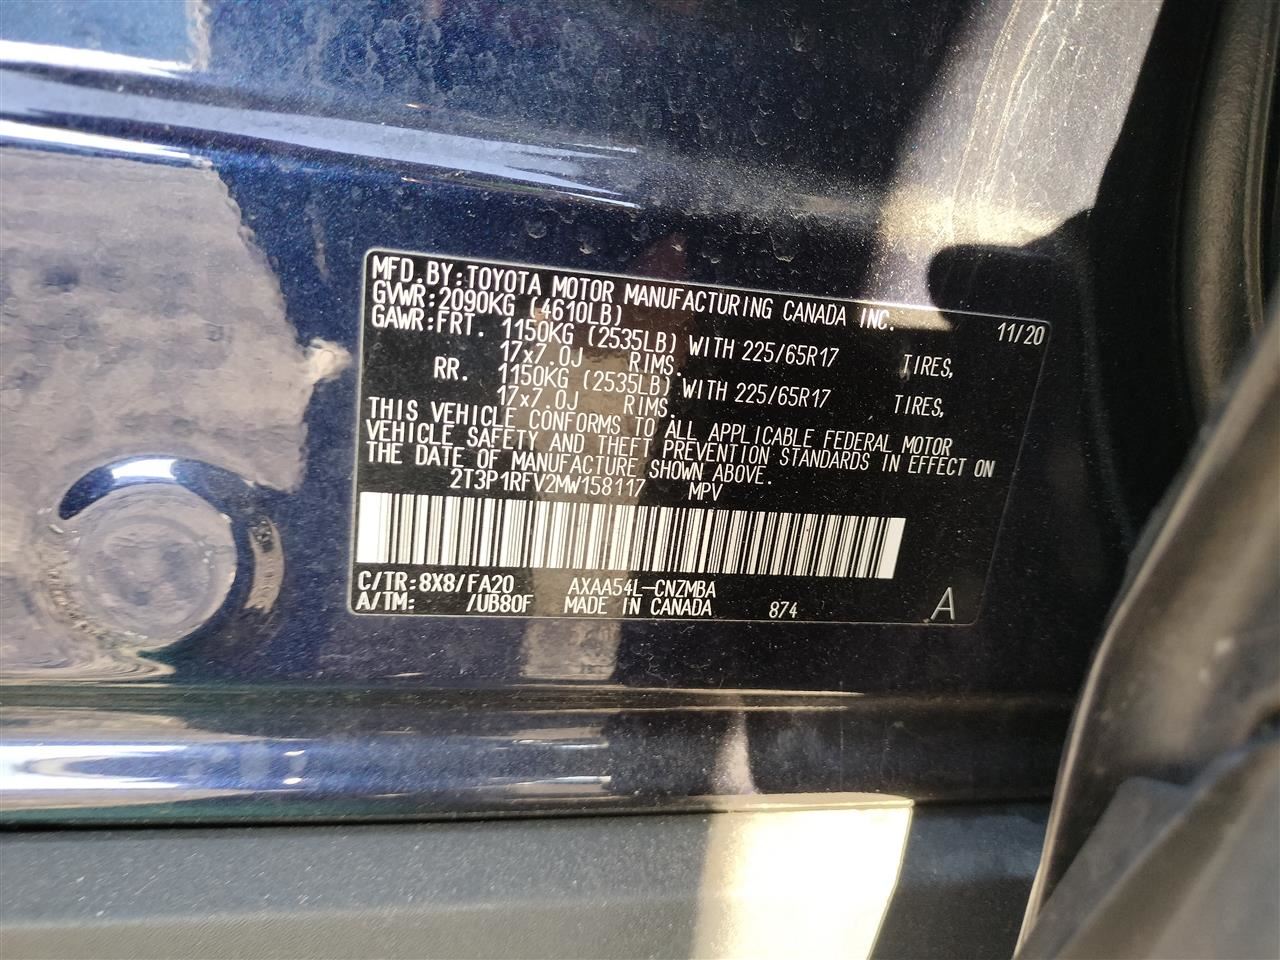 MFD.BY:TOYOTA MOTOR MANUFACTURING CANADA INC. 11/20
GVWR:2090KG (4610LB)
GAWR:FRT. 1150KG (2535LB) WITH 225/65R17 TIRES,
17x7.0J RIMS.
RR. 1150KG (2535LB) WITH 225/65R17 TIRES,
17x7.0J RIMS.
THIS VEHICLE CONFORMS TO ALL APPLICABLE FEDERAL MOTOR
VEHICLE SAFETY AND THEFT PREVENTION STANDARDS IN EFFECT ON
THE DATE OF MANUFACTURE SHOWN ABOVE.
2T3P1RFV2MW158117 MPV
C/TR:8X8/FA20 AXAA54L-CNZMBA
A/TM: /UB80F MADE IN CANADA 874 A